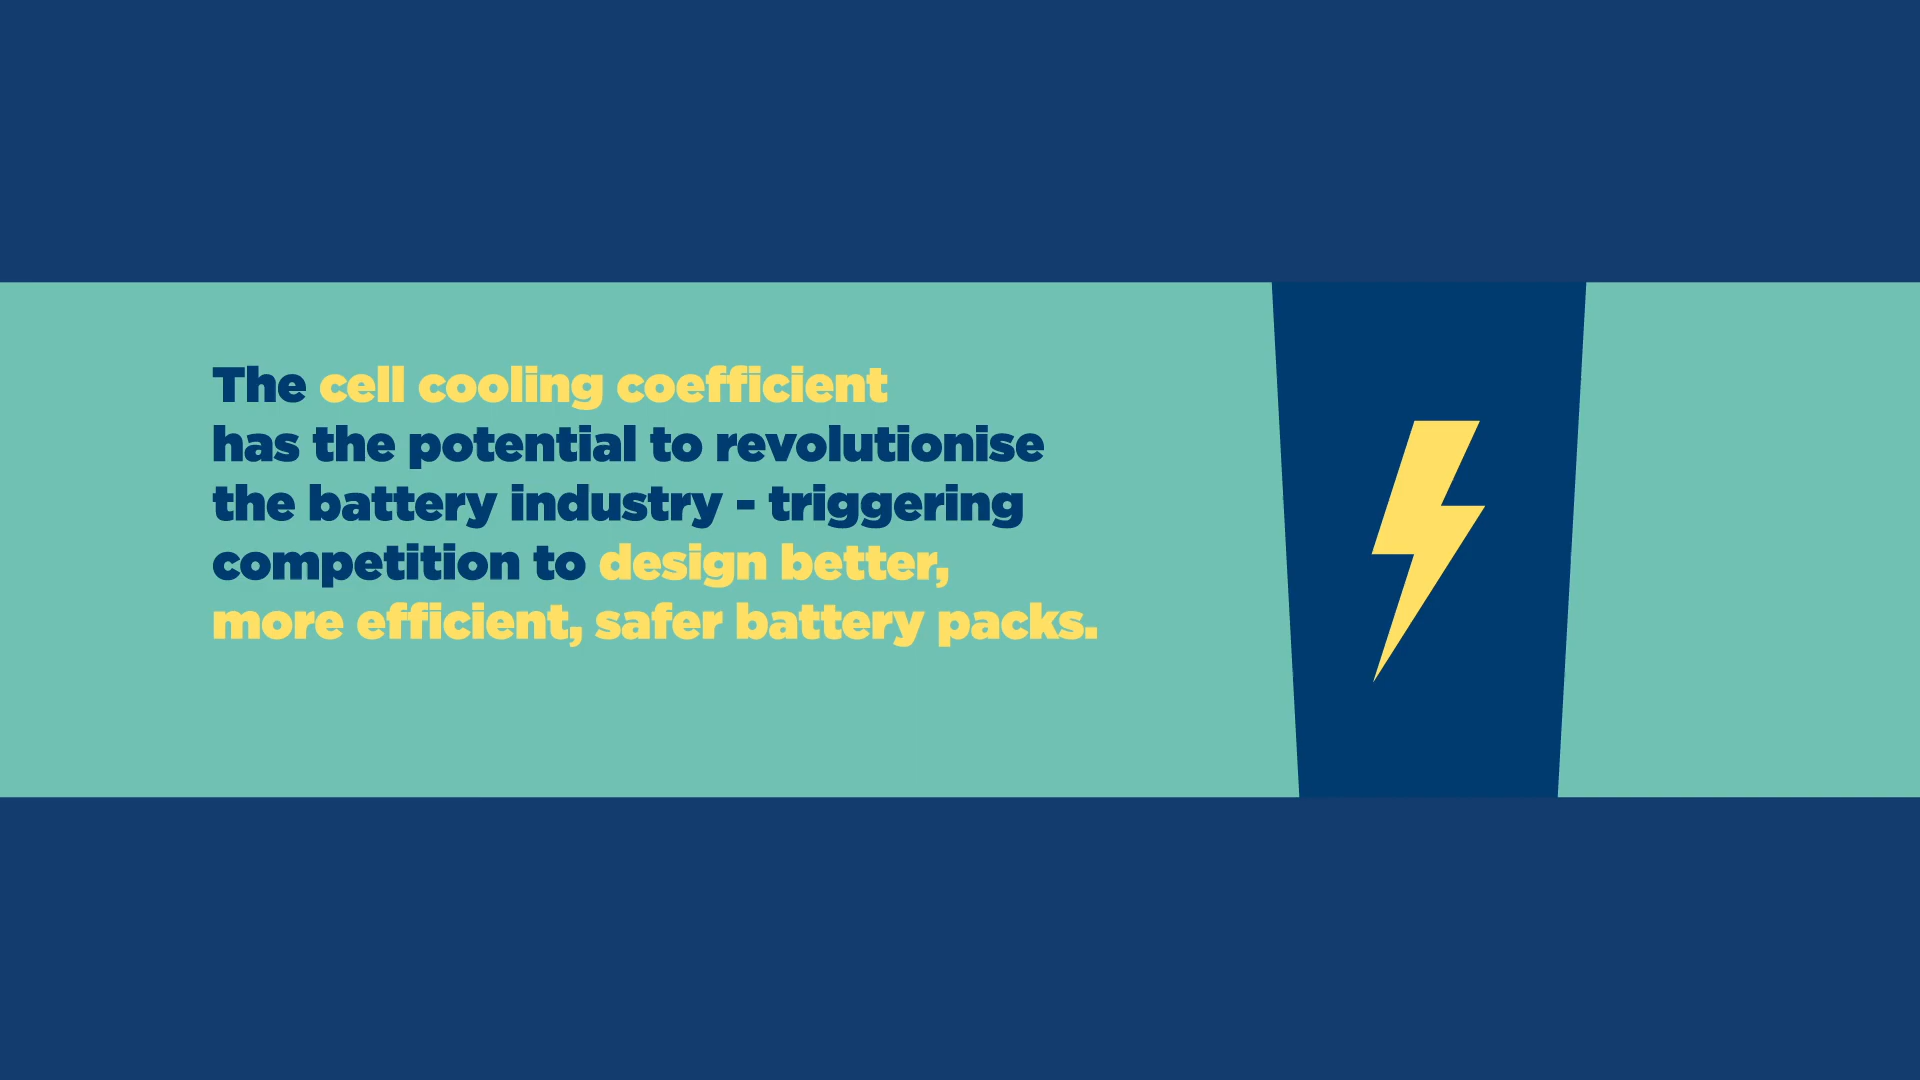 The cell cooling coefficient
has the potential to revolutionise
the battery industry - triggering
competition to design better,
more efficient, safer battery packs.